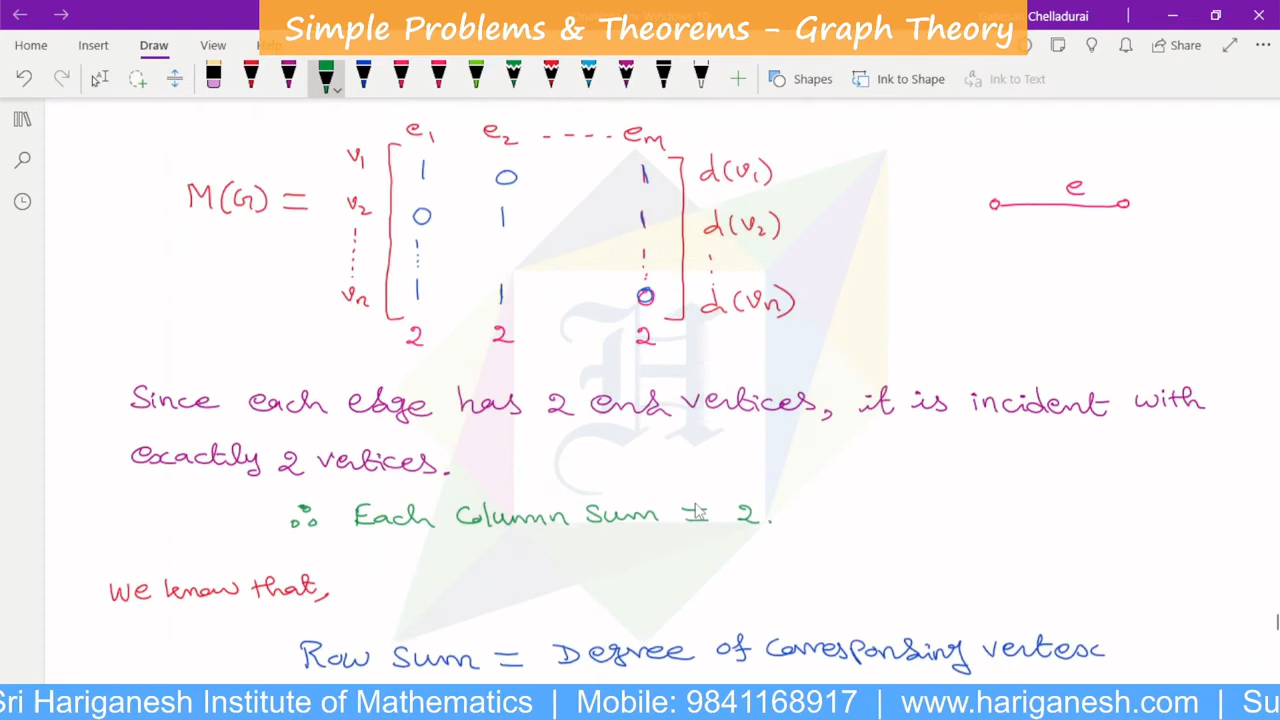 Simple Problems & Theorems - Graph Theory
Chelladurai
Share
Home Insert Draw View
Shapes Ink to Shape Ink to Text
e₁ e₂ ---- eₘ
v₁ 1 0 1 d(v₁)
M(G) = v₂ 0 1 1 d(v₂)
vₙ 1 1 0 d(vₙ)
2 2 2
e
Since each edge has 2 end vertices, it is incident with
exactly 2 vertices.
∴ Each Column Sum = 2.
We know that,
Row Sum = Degree of corresponding vertex
Sri Hariganesh Institute of Mathematics | Mobile: 9841168917 | www.hariganesh.com | Su